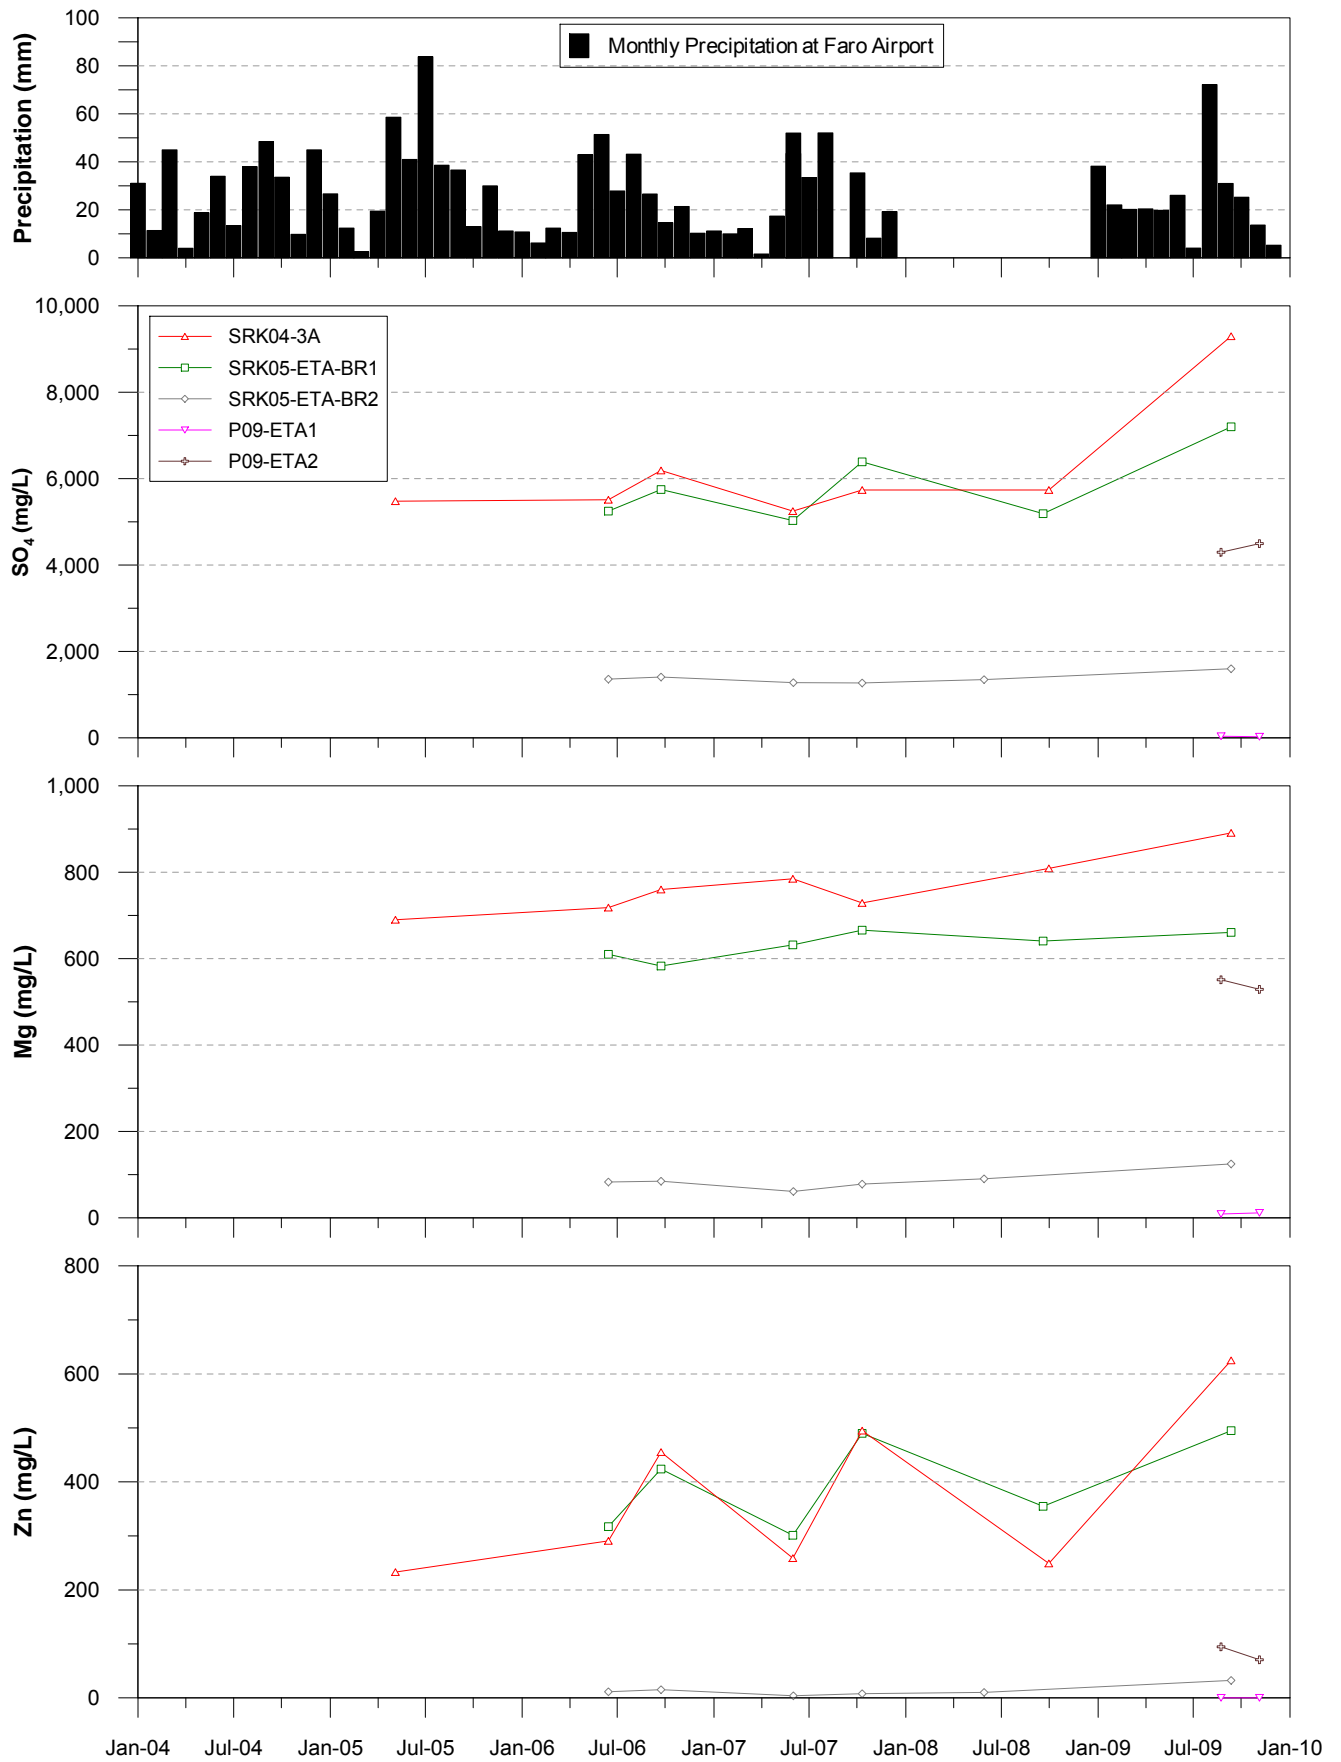 Precipitation (mm)
100
80
60
40
20
0
Monthly Precipitation at Faro Airport
SO4 (mg/L)
10,000
8,000
6,000
4,000
2,000
0
SRK04-3A
SRK05-ETA-BR1
SRK05-ETA-BR2
P09-ETA1
P09-ETA2
Mg (mg/L)
1,000
800
600
400
200
0
Zn (mg/L)
800
600
400
200
0
Jan-04 Jul-04 Jan-05 Jul-05 Jan-06 Jul-06 Jan-07 Jul-07 Jan-08 Jul-08 Jan-09 Jul-09 Jan-10